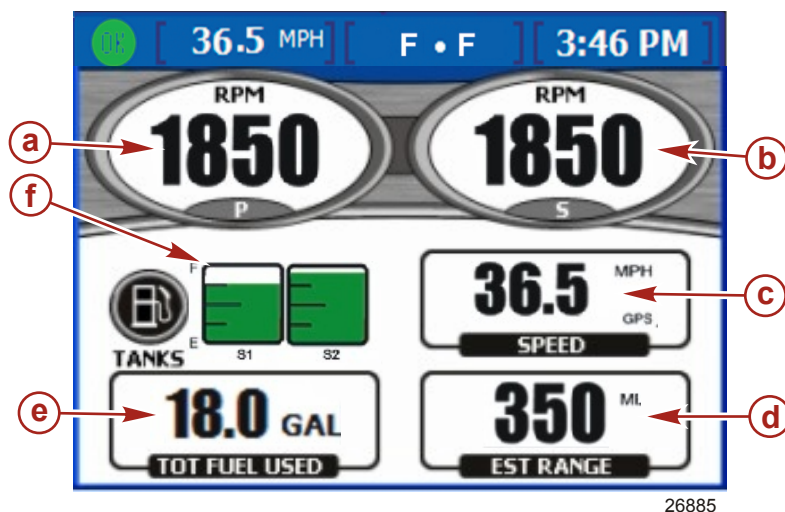 OK [ 36.5 MPH ] [ F • F ] [ 3:46 PM ]
RPM RPM
a 1850 1850 b
P S
f
F
36.5 MPH c
GPS
E
TANKS S1 S2 SPEED
e 18.0 GAL 350 MI. d
TOT FUEL USED EST RANGE
26885